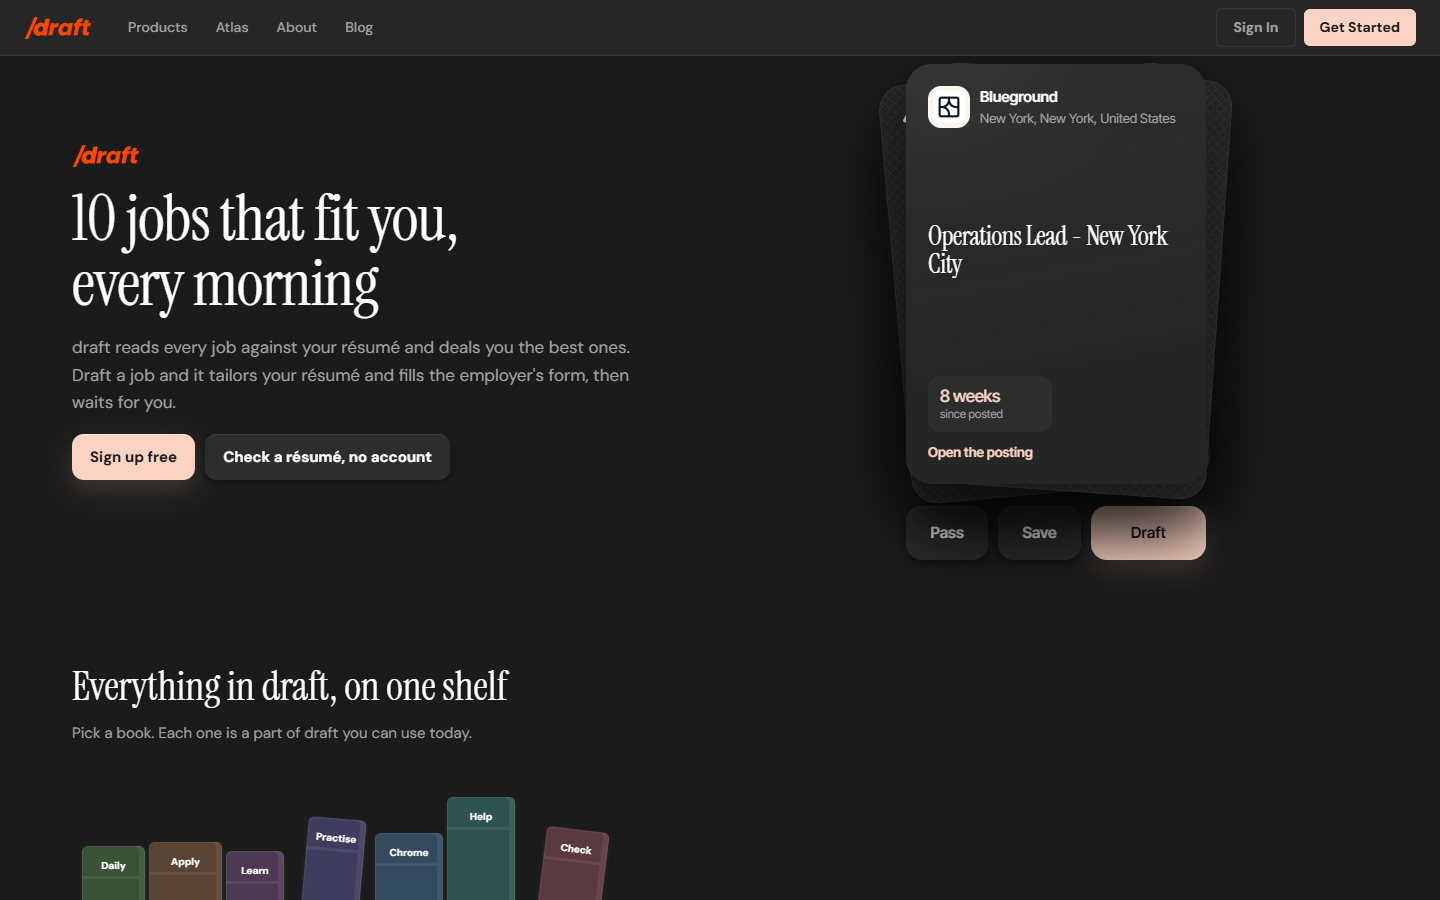 /draft
Products
Atlas
About
Blog
Sign In
Get Started
/draft
10 jobs that fit you,
every morning
draft reads every job against your résumé and deals you the best ones.
Draft a job and it tailors your résumé and fills the employer's form, then
waits for you.
Sign up free
Check a résumé, no account
Blueground
New York, New York, United States
Operations Lead - New York
City
8 weeks
since posted
Open the posting
Pass
Save
Draft
Everything in draft, on one shelf
Pick a book. Each one is a part of draft you can use today.
Daily
Apply
Learn
Practise
Chrome
Help
Check